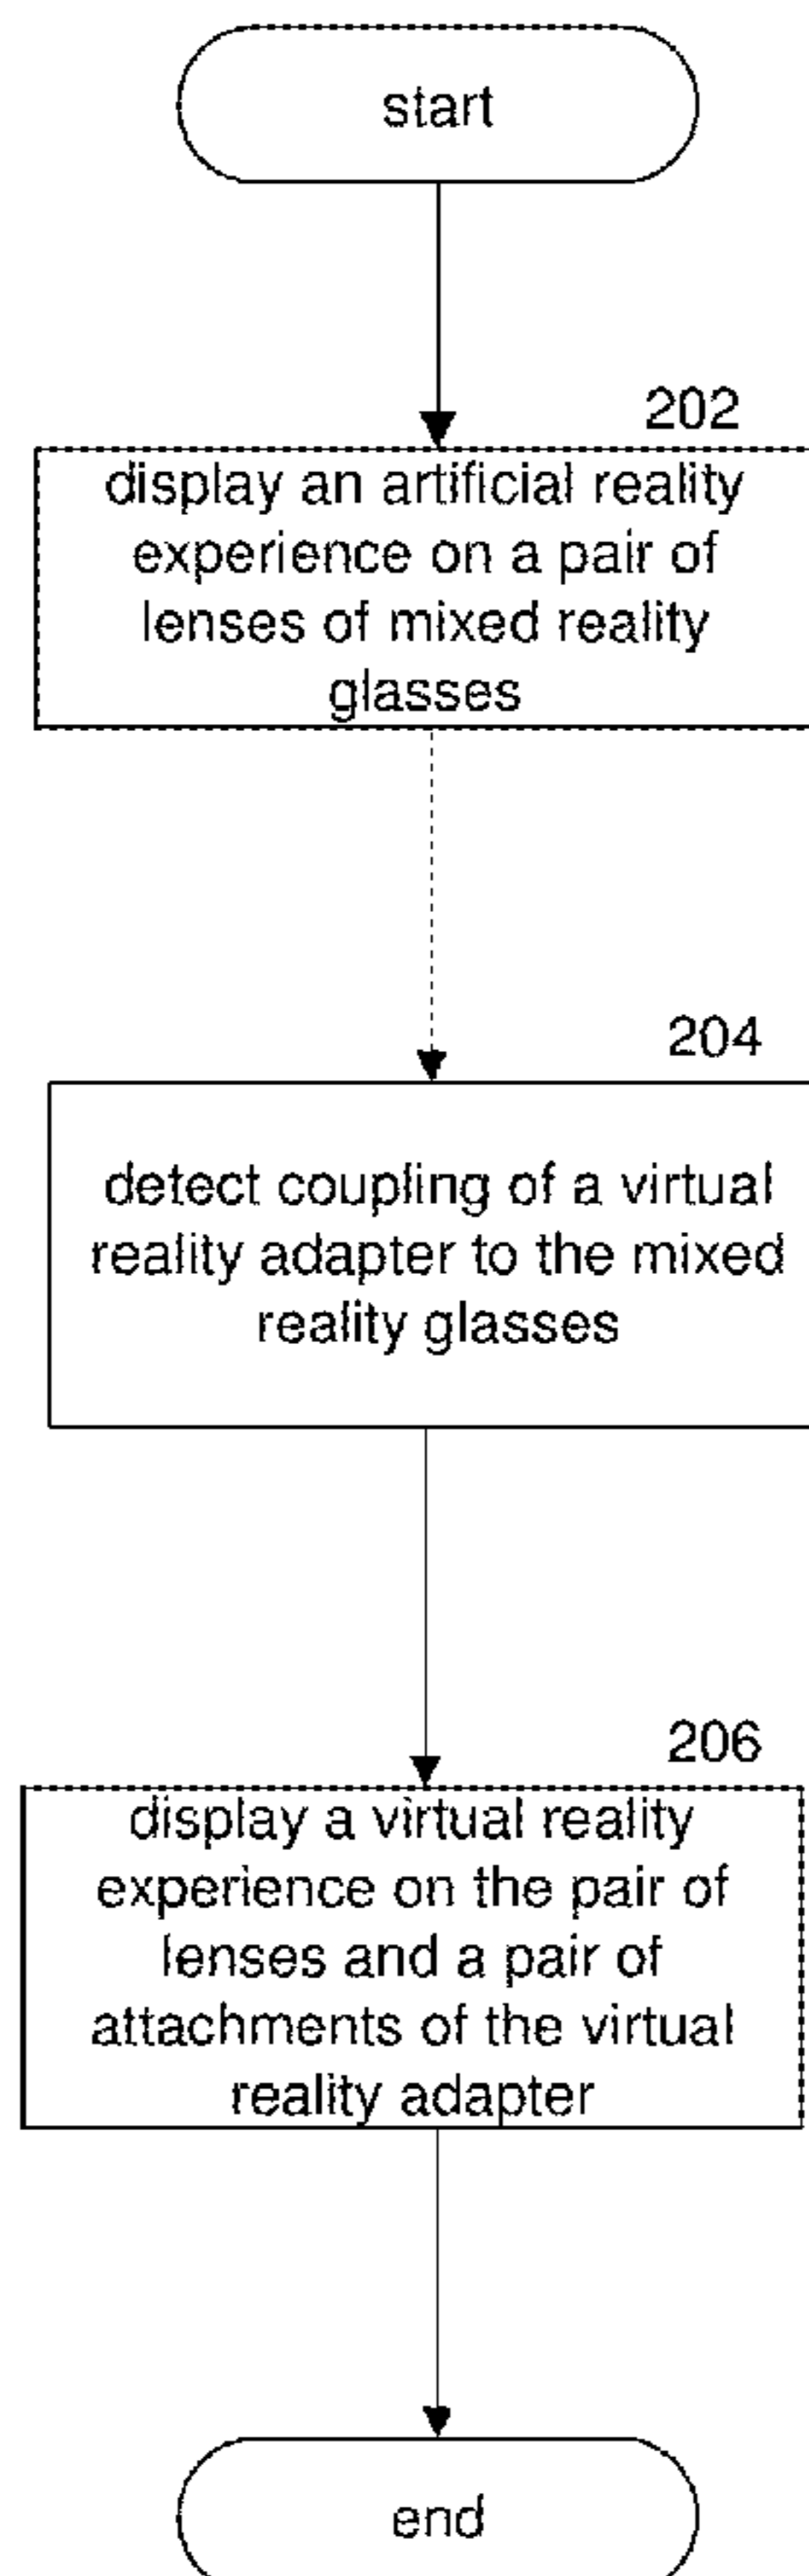 start
202
display an artificial reality
experience on a pair of
lenses of mixed reality
glasses
204
detect coupling of a virtual
reality adapter to the mixed
reality glasses
206
display a virtual reality
experience on the pair of
lenses and a pair of
attachments of the virtual
reality adapter
end